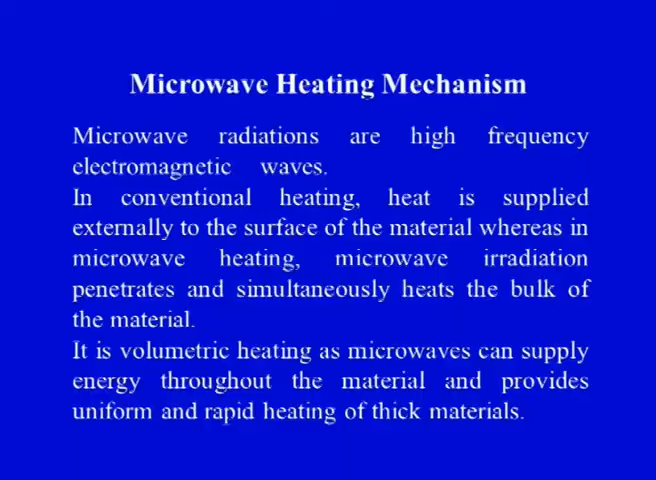 Microwave Heating Mechanism
Microwave radiations are high frequency
electromagnetic waves.
In conventional heating, heat is supplied
externally to the surface of the material whereas in
microwave heating, microwave irradiation
penetrates and simultaneously heats the bulk of
the material.
It is volumetric heating as microwaves can supply
energy throughout the material and provides
uniform and rapid heating of thick materials.